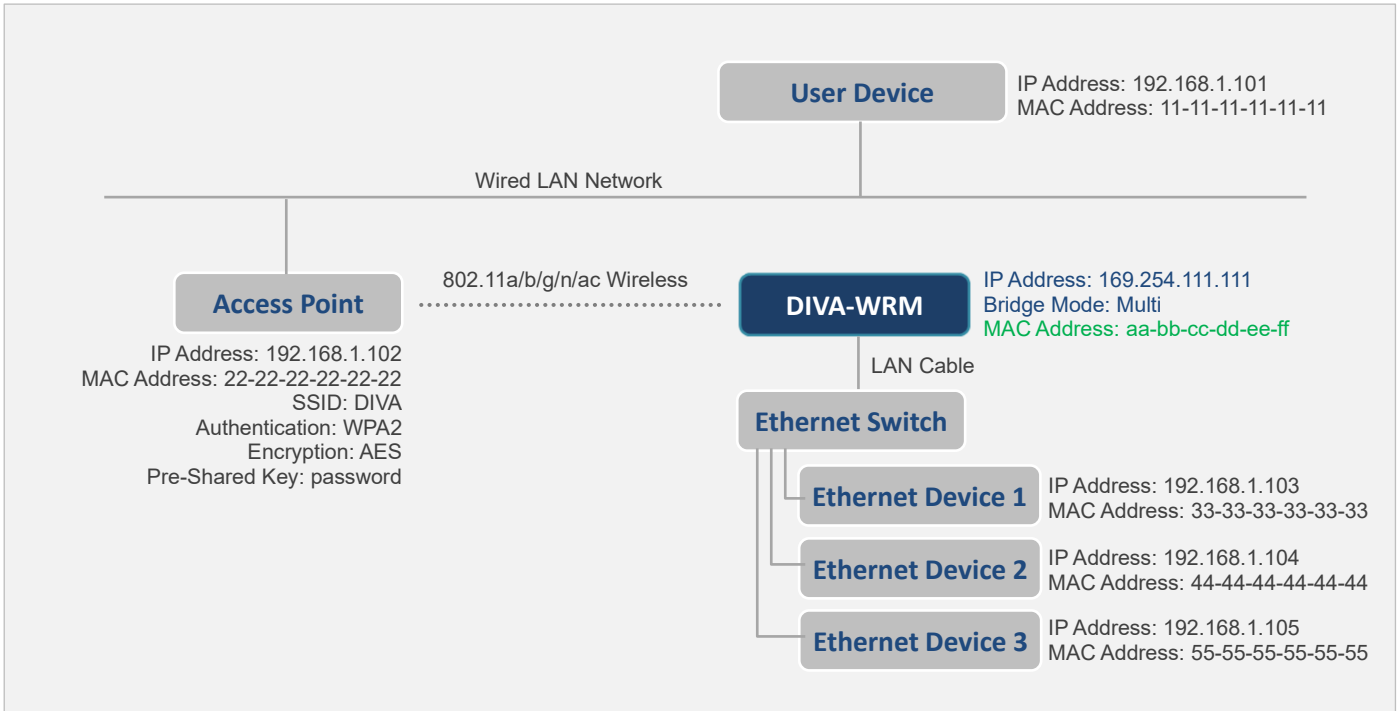 User Device
IP Address: 192.168.1.101
MAC Address: 11-11-11-11-11-11
Wired LAN Network
802.11a/b/g/n/ac Wireless
Access Point
IP Address: 192.168.1.102
MAC Address: 22-22-22-22-22-22
SSID: DIVA
Authentication: WPA2
Encryption: AES
Pre-Shared Key: password
DIVA-WRM
IP Address: 169.254.111.111
Bridge Mode: Multi
MAC Address: aa-bb-cc-dd-ee-ff
LAN Cable
Ethernet Switch
Ethernet Device 1
IP Address: 192.168.1.103
MAC Address: 33-33-33-33-33-33
Ethernet Device 2
IP Address: 192.168.1.104
MAC Address: 44-44-44-44-44-44
Ethernet Device 3
IP Address: 192.168.1.105
MAC Address: 55-55-55-55-55-55